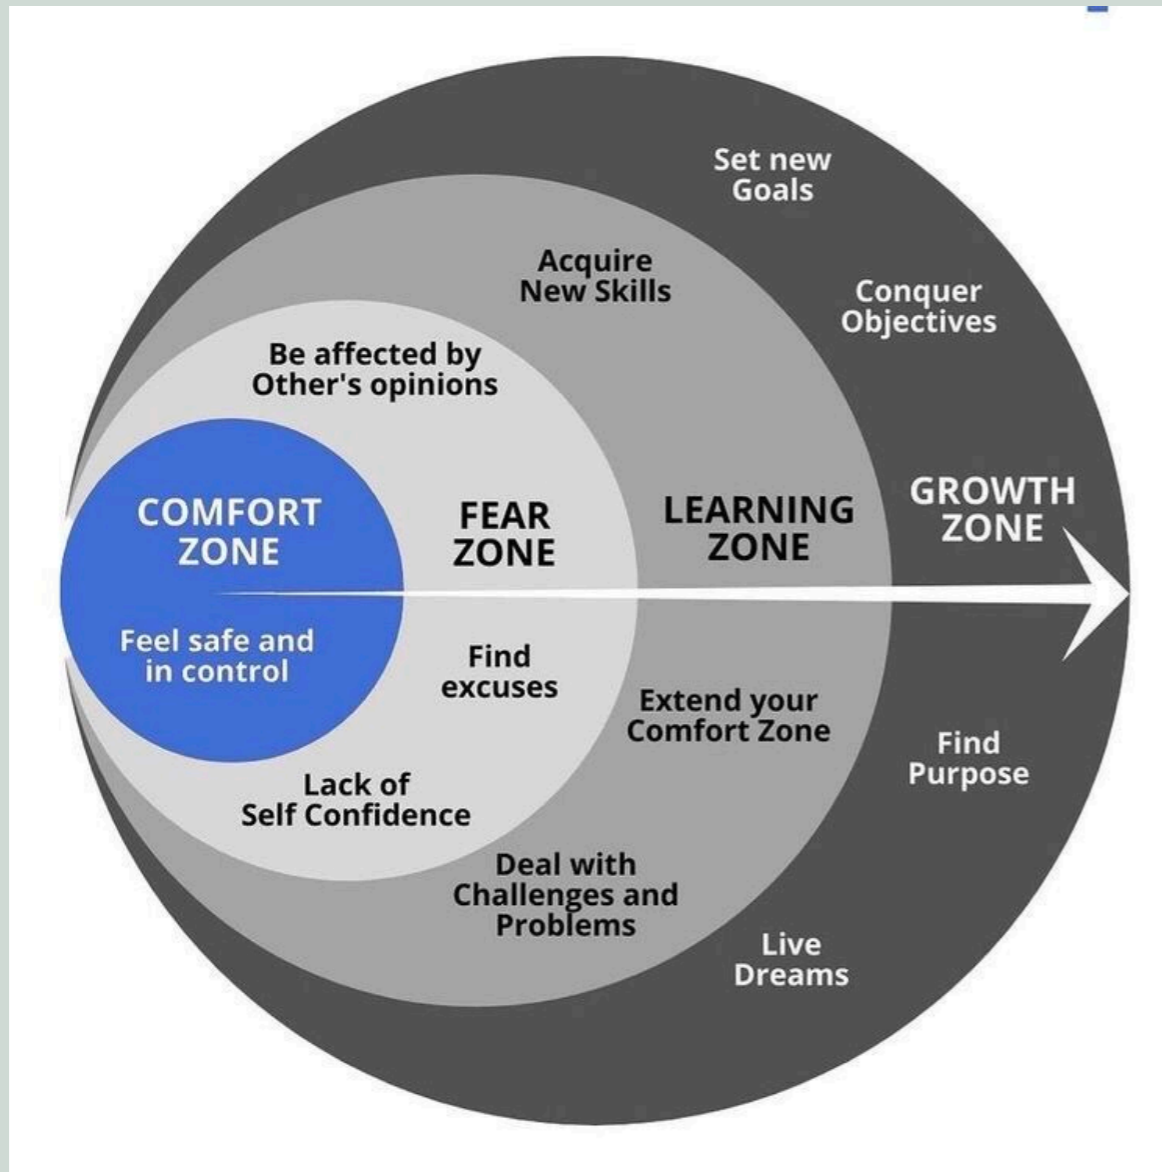 Set new
Goals
Acquire
New Skills
Conquer
Objectives
Be affected by
Other's opinions
COMFORT
ZONE
FEAR
ZONE
LEARNING
ZONE
GROWTH
ZONE
Feel safe and
in control
Find
excuses
Extend your
Comfort Zone
Find
Purpose
Lack of
Self Confidence
Deal with
Challenges and
Problems
Live
Dreams